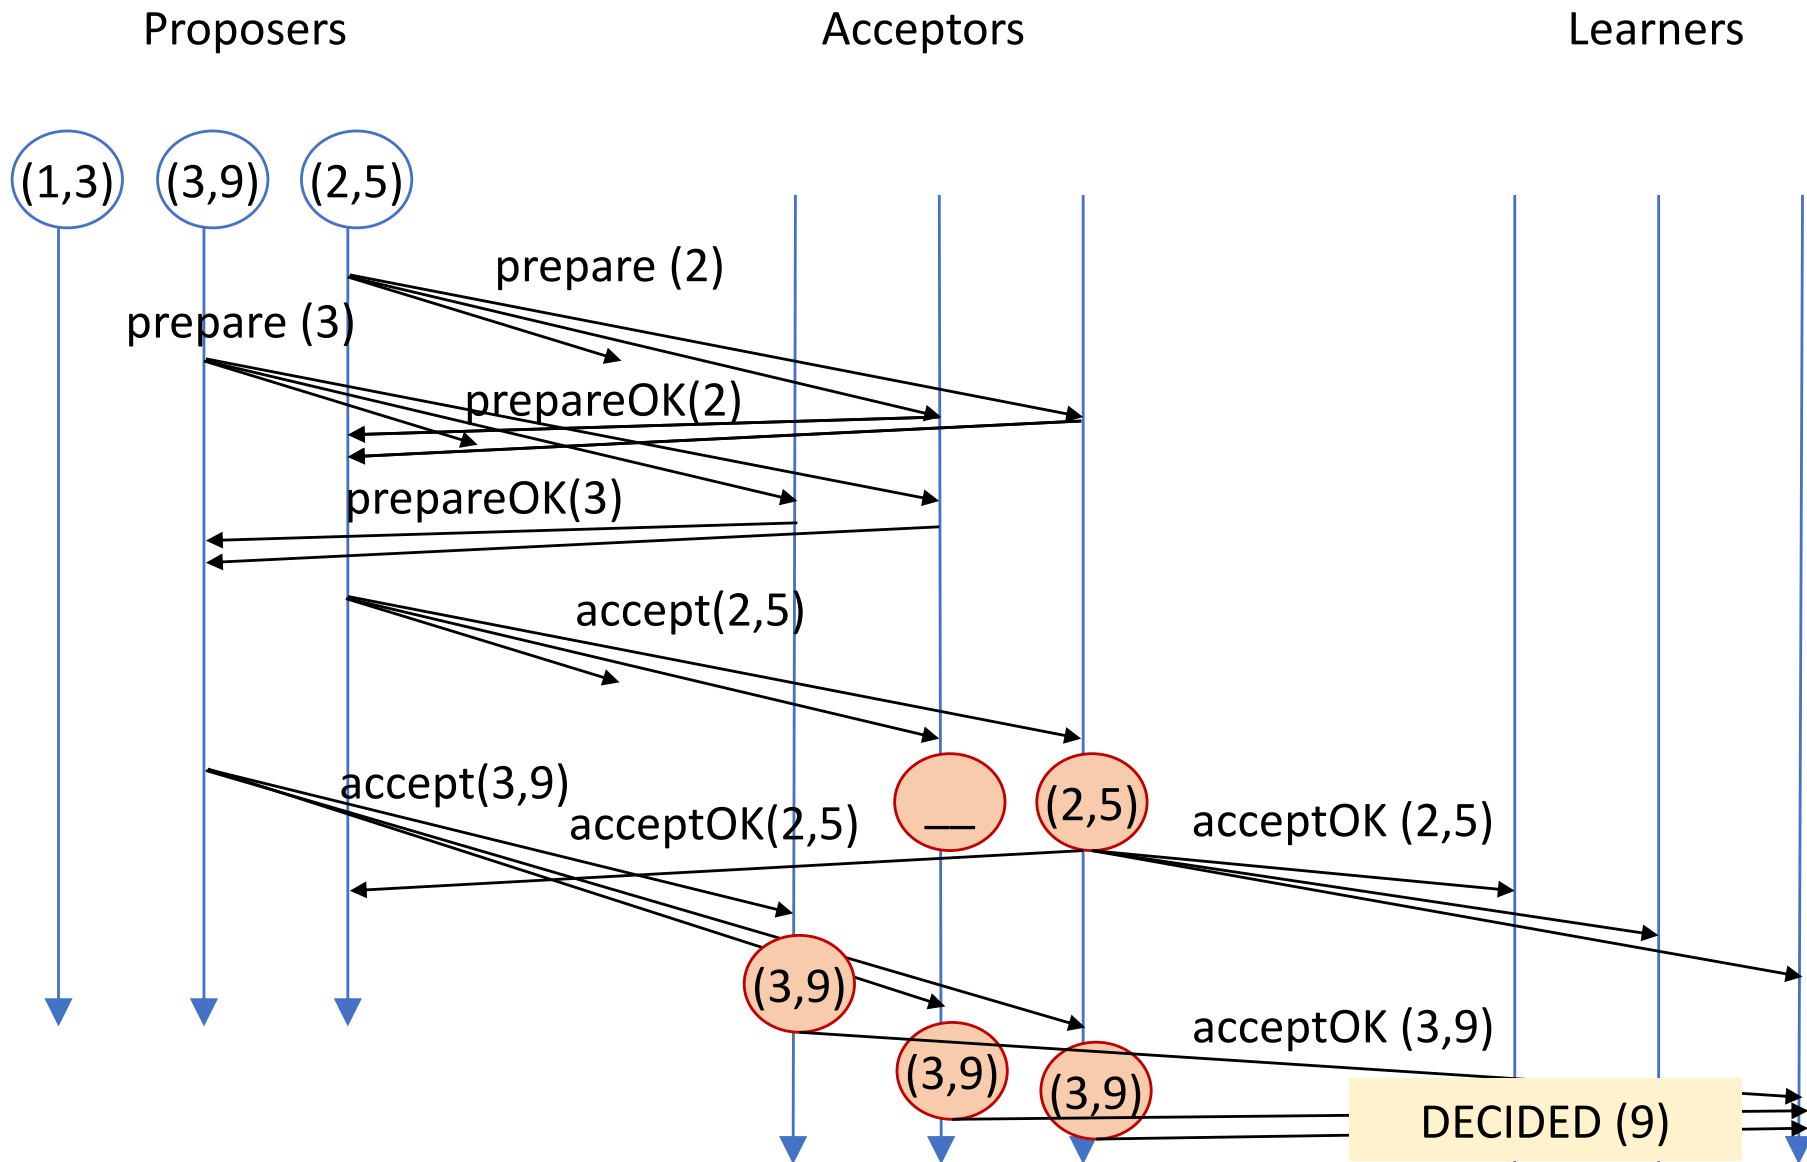 Proposers Acceptors Learners
(1,3) (3,9) (2,5)
prepare (2)
prepare (3)
prepareOK(2)
prepareOK(3)
accept(2,5)
accept(3,9)
acceptOK(2,5)
__
(2,5)
acceptOK (2,5)
(3,9)
acceptOK (3,9)
(3,9)
(3,9)
DECIDED (9)